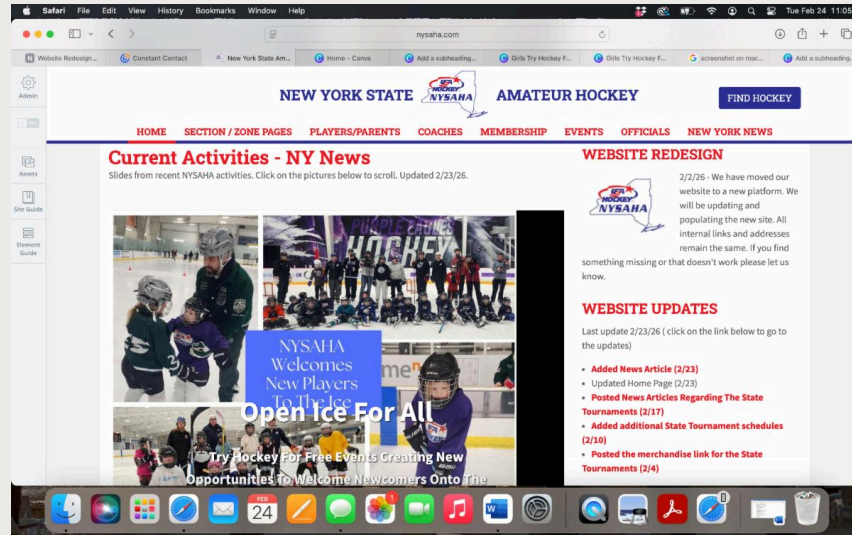 Safari File Edit View History Bookmarks Window Help
Tue Feb 24 11:05
nysaha.com
Website Redesign... Constant Contact New York State Am... Home - Canva Add a subheading... Girls Try Hockey F... Girls Try Hockey F... screenshot on mac... Add a subheading.
Admin
Assets
Site Guide
Element
Guide
NEW YORK STATE
HOCKEY
NYSAHA
AMATEUR HOCKEY
FIND HOCKEY
HOME SECTION / ZONE PAGES PLAYERS/PARENTS COACHES MEMBERSHIP EVENTS OFFICIALS NEW YORK NEWS
Current Activities - NY News
Slides from recent NYSAHA activities. Click on the pictures below to scroll. Updated 2/23/26.
PURPLE EAGLES
HOCKEY
NYSAHA
Welcomes
New Players
To The Ice
Open Ice For All
Try Hockey For Free Events Creating New
Opportunities To Welcome Newcomers Onto The
WEBSITE REDESIGN
HOCKEY
NYSAHA
2/2/26 - We have moved our
website to a new platform. We
will be updating and
populating the new site. All
internal links and addresses
remain the same. If you find
something missing or that doesn't work please let us
know.
WEBSITE UPDATES
Last update 2/23/26 ( click on the link below to go to
the updates)
• Added News Article (2/23)
• Updated Home Page (2/23)
• Posted News Articles Regarding The State
Tournaments (2/17)
• Added additional State Tournament schedules
(2/10)
• Posted the merchandise link for the State
Tournaments (2/4)
FEB
24
1
W